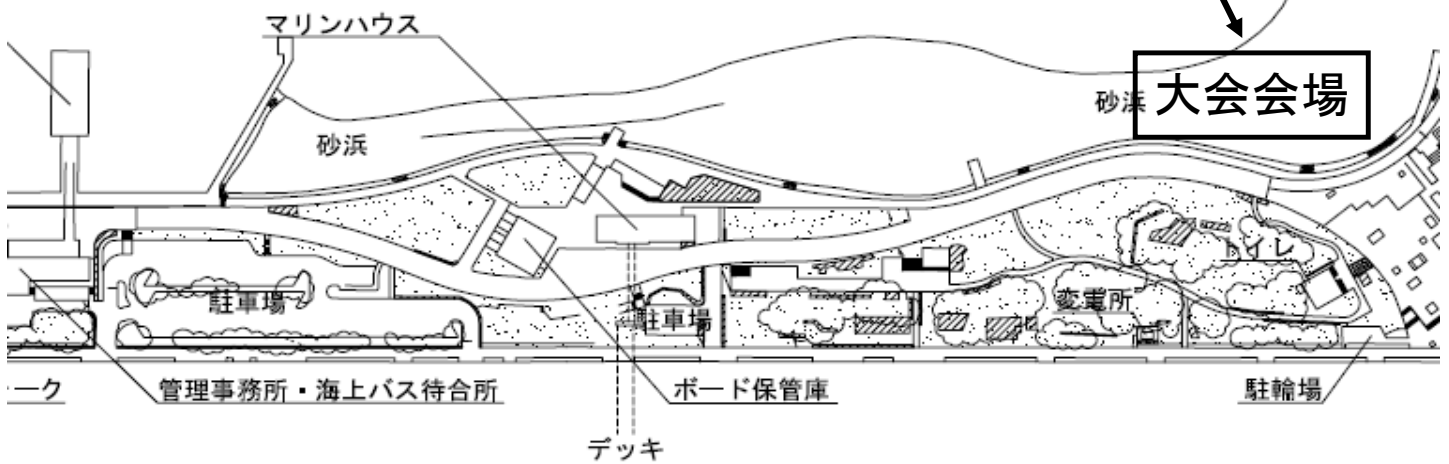 マリンハウス
砂浜
大会会場
砂浜
トイレ
駐車場
駐車場
変電所
ーク
管理事務所・海上バス待合所
ボード保管庫
駐輪場
デッキ